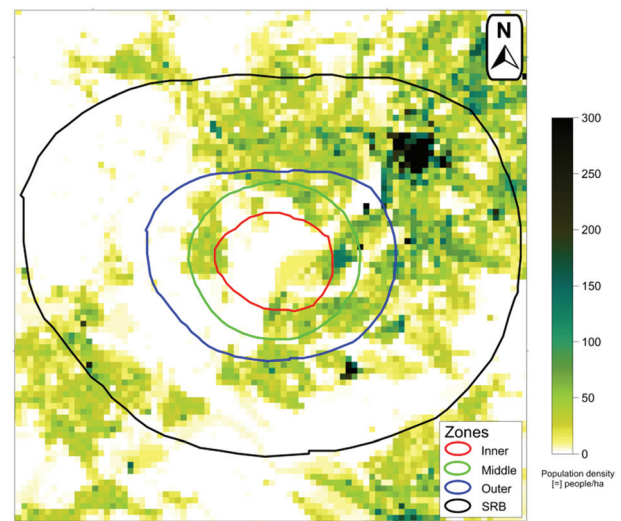 N
300
250
200
150
100
50
0
Population density
[=] people/ha
Zones
Inner
Middle
Outer
SRB